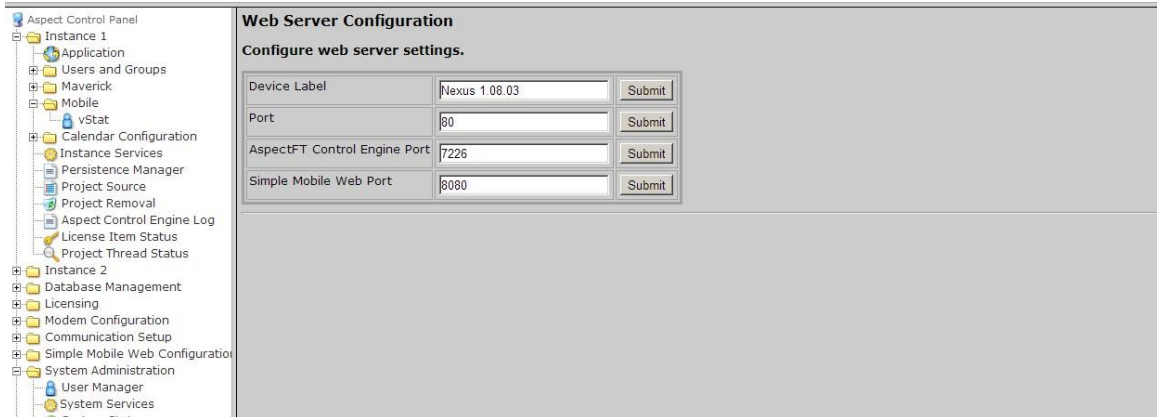 Aspect Control Panel
Instance 1
Application
Users and Groups
Maverick
Mobile
vStat
Calendar Configuration
Instance Services
Persistence Manager
Project Source
Project Removal
Aspect Control Engine Log
License Item Status
Project Thread Status
Instance 2
Database Management
Licensing
Modem Configuration
Communication Setup
Simple Mobile Web Configuration
System Administration
User Manager
System Services
Web Server Configuration
Configure web server settings.
Device Label Nexus 1.08.03 Submit
Port 80 Submit
AspectFT Control Engine Port 7226 Submit
Simple Mobile Web Port 8080 Submit